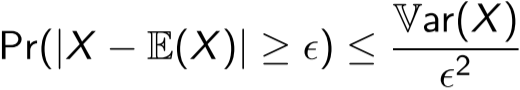 Pr(|X − 𝔼(X)| ≥ ϵ) ≤ 𝕍ar(X)/ϵ²